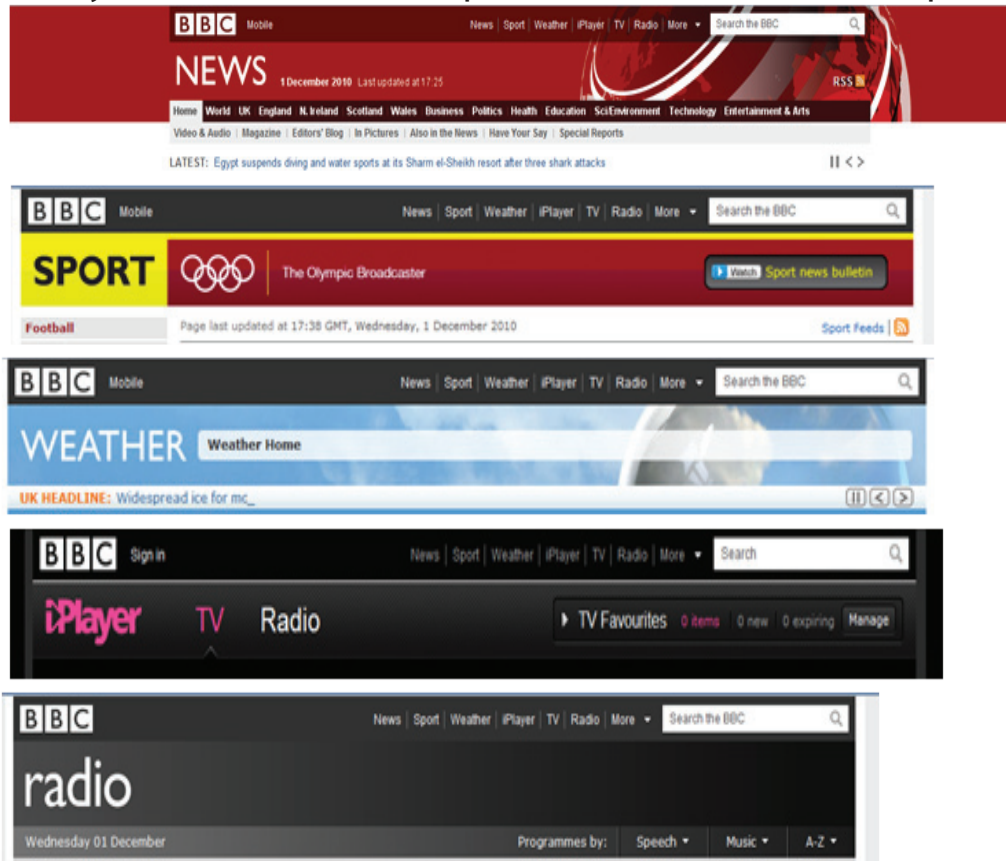 BBC Mobile News Sport Weather iPlayer TV Radio More Search the BBC
NEWS 1 December 2010 Last updated at 17:25 RSS
Home World UK England N. Ireland Scotland Wales Business Politics Health Education Sci/Environment Technology Entertainment & Arts
Video & Audio Magazine Editors' Blog In Pictures Also in the News Have Your Say Special Reports
LATEST: Egypt suspends diving and water sports at its Sharm el-Sheikh resort after three shark attacks
BBC Mobile News Sport Weather iPlayer TV Radio More Search the BBC
SPORT The Olympic Broadcaster Watch Sport news bulletin
Football Page last updated at 17:38 GMT, Wednesday, 1 December 2010 Sport Feeds
BBC Mobile News Sport Weather iPlayer TV Radio More Search the BBC
WEATHER Weather Home
UK HEADLINE: Widespread ice for mc_
BBC Sign in News Sport Weather iPlayer TV Radio More Search
iPlayer TV Radio TV Favourites 0 items 0 new 0 expiring Manage
BBC News Sport Weather iPlayer TV Radio More Search the BBC
radio
Wednesday 01 December Programmes by: Speech Music A-Z